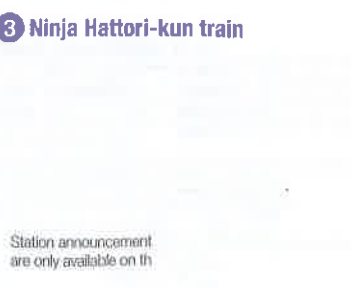 3 Ninja Hattori-kun train
Station announcement
are only available on th